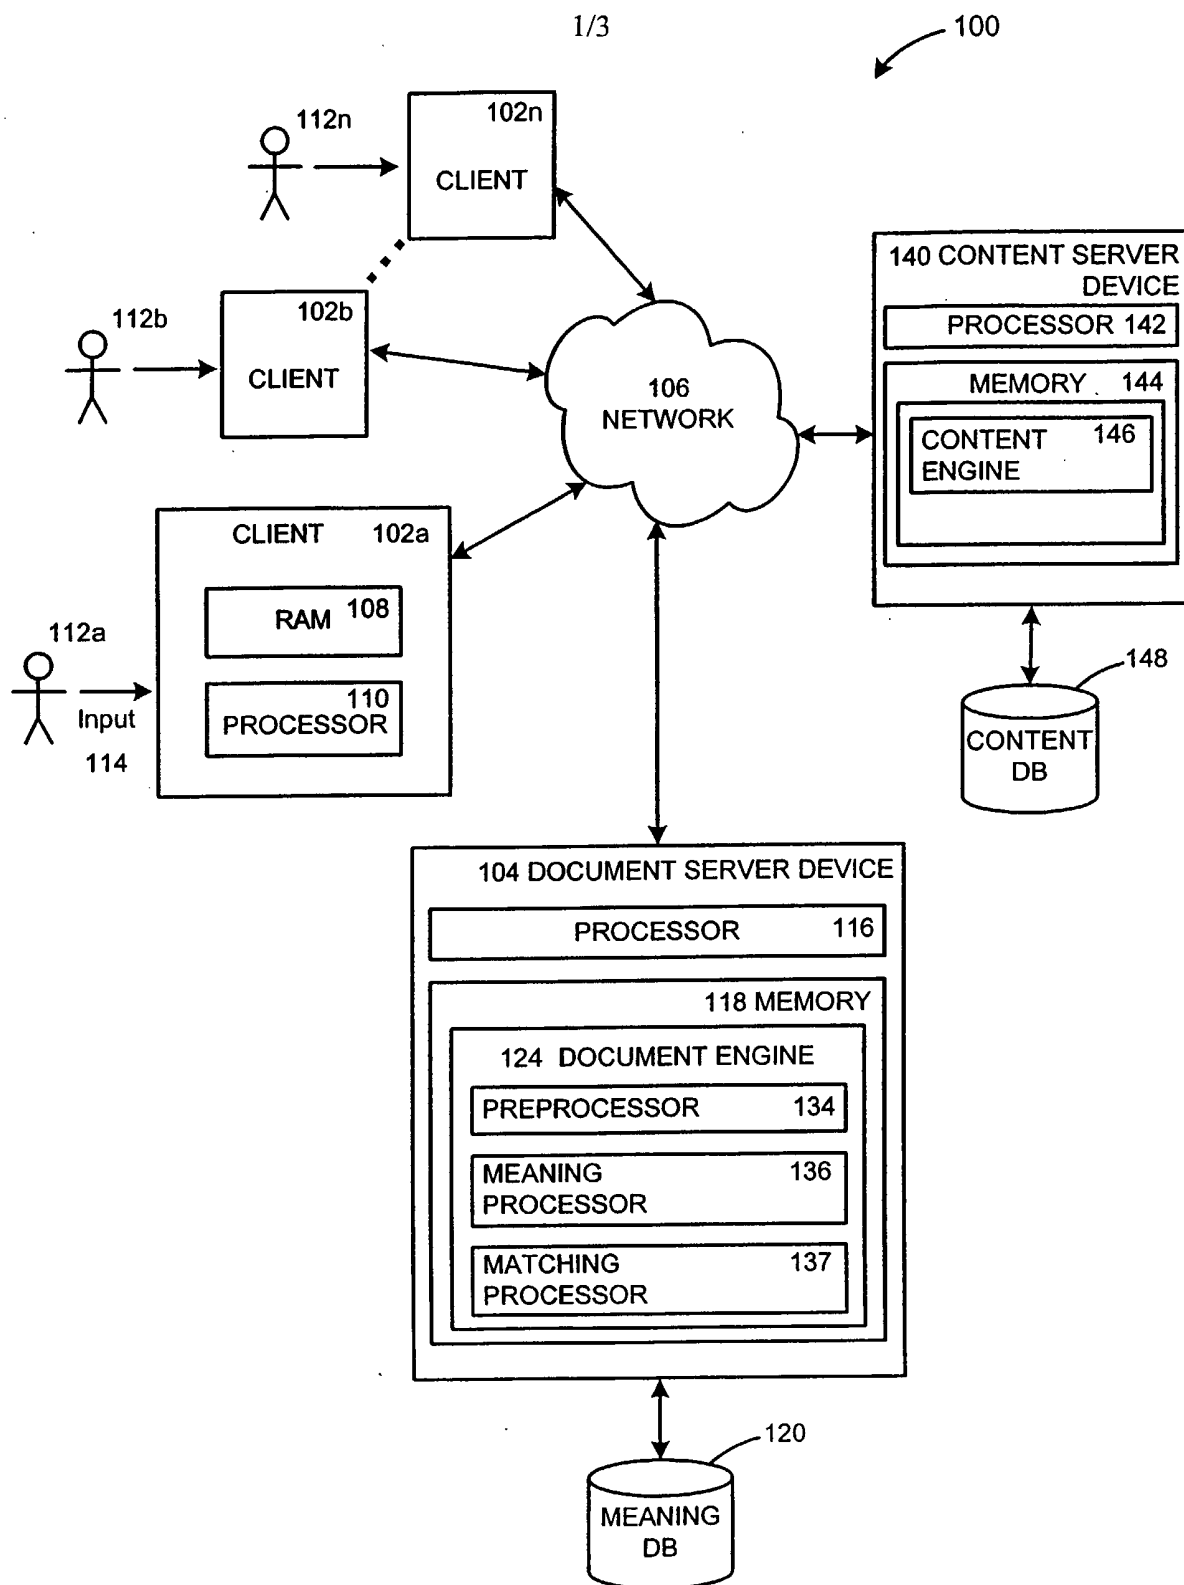 1/3
100
112n
102n
CLIENT
112b
102b
CLIENT
106
NETWORK
140 CONTENT SERVER
DEVICE
PROCESSOR 142
MEMORY 144
CONTENT 146
ENGINE
CLIENT 102a
RAM 108
112a
Input
114
110
PROCESSOR
148
CONTENT
DB
104 DOCUMENT SERVER DEVICE
PROCESSOR 116
118 MEMORY
124 DOCUMENT ENGINE
PREPROCESSOR 134
MEANING 136
PROCESSOR
MATCHING 137
PROCESSOR
120
MEANING
DB